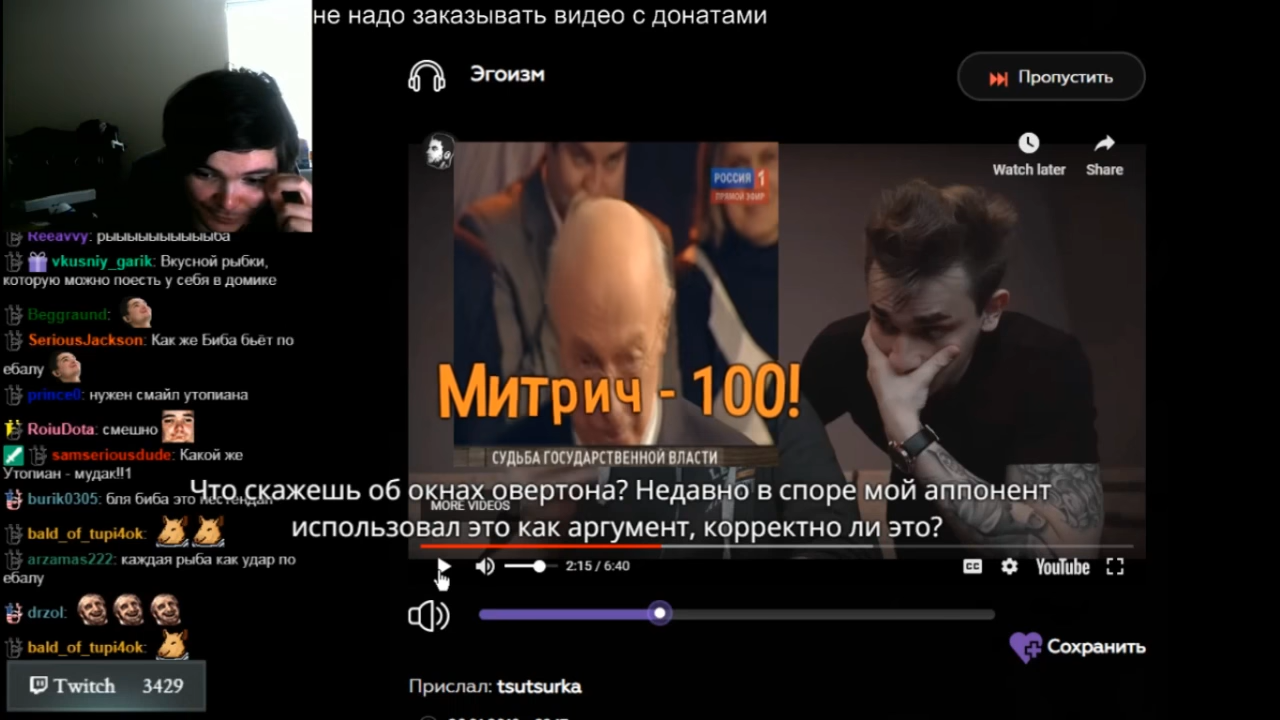 не надо заказывать видео с донатами
Эгоизм
Пропустить
Watch later
Share
РОССИЯ 1
ПРЯМОЙ ЭФИР
Митрич - 100!
СУДЬБА ГОСУДАРСТВЕННОЙ ВЛАСТИ
Reeavvy: рыыыыыыыыыыба
vkusniy_garik: Вкусной рыбки,
которую можно поесть у себя в домике
Beggraund:
SeriousJackson: Как же Биба бьёт по
ебалу
prince0: нужен смайл утопиана
RoiuDota: смешно
samseriousdude: Какой же
Утопиан - мудак!!1
burik0305: бля биба это
bald_of_tupi4ok:
arzamas222: каждая рыба как удар по
ебалу
drzol:
bald_of_tupi4ok:
Что скажешь об окнах овертона? Недавно в споре мой аппонент
использовал это как аргумент, корректно ли это?
MORE VIDEOS
2:15 / 6:40
CC
YouTube
Сохранить
Прислал: tsutsurka
Twitch 3429